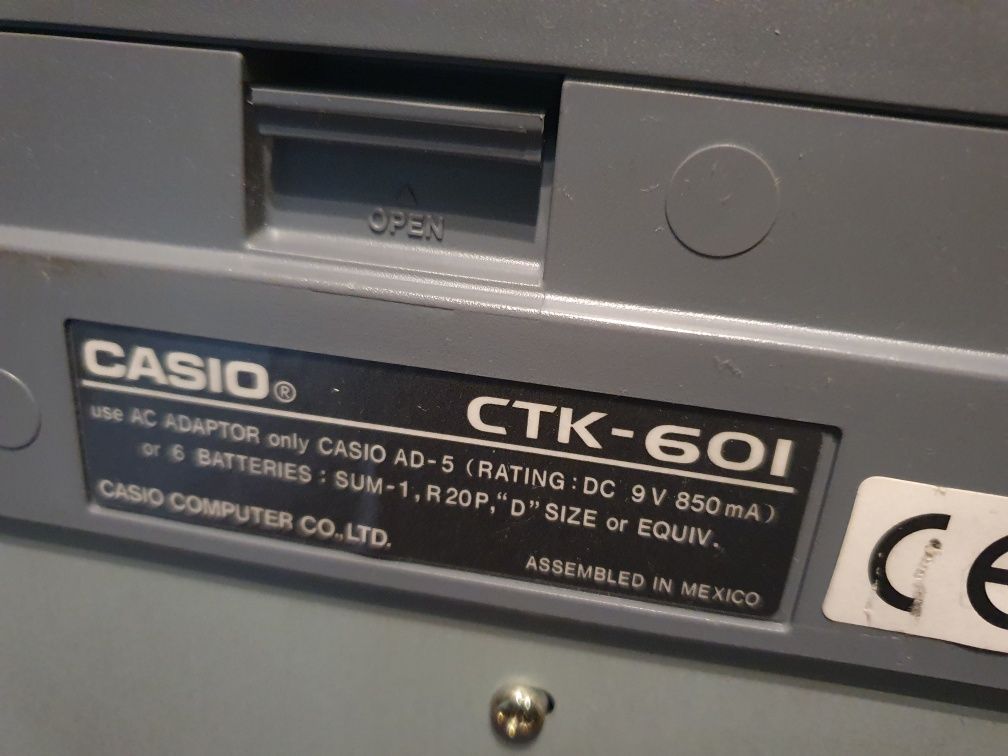 OPEN
CASIO®
CTK-601
use AC ADAPTOR only CASIO AD-5 (RATING : DC 9V 850mA)
or 6 BATTERIES : SUM-1, R20P, "D" SIZE or EQUIV.
CASIO COMPUTER CO., LTD.
ASSEMBLED IN MEXICO
CE